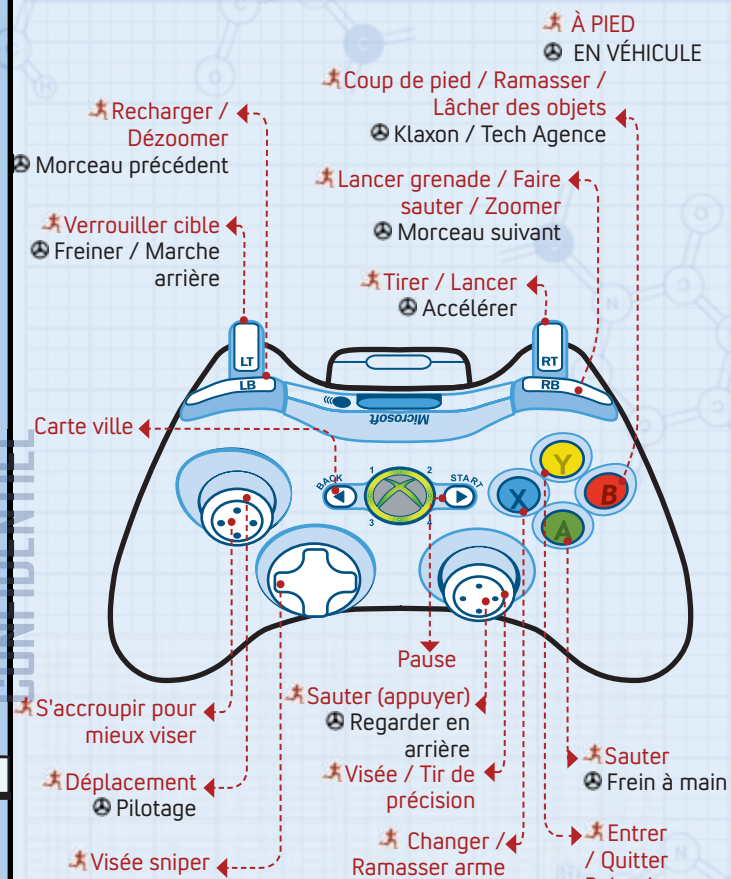 À PIED
EN VÉHICULE
Coup de pied / Ramasser /
Lâcher des objets
Klaxon / Tech Agence
Recharger /
Dézoomer
Morceau précédent
Lancer grenade / Faire
sauter / Zoomer
Morceau suivant
Verrouiller cible
Freiner / Marche
arrière
Tirer / Lancer
Accélérer
LT
RT
LB
RB
Microsoft
Carte ville
BACK
START
1
2
3
4
Y
X
B
A
CONFIDENTIEL
Pause
S'accroupir pour
mieux viser
Sauter (appuyer)
Regarder en
arrière
Déplacement
Pilotage
Visée / Tir de
précision
Sauter
Frein à main
Visée sniper
Changer /
Ramasser arme
Entrer
/ Quitter